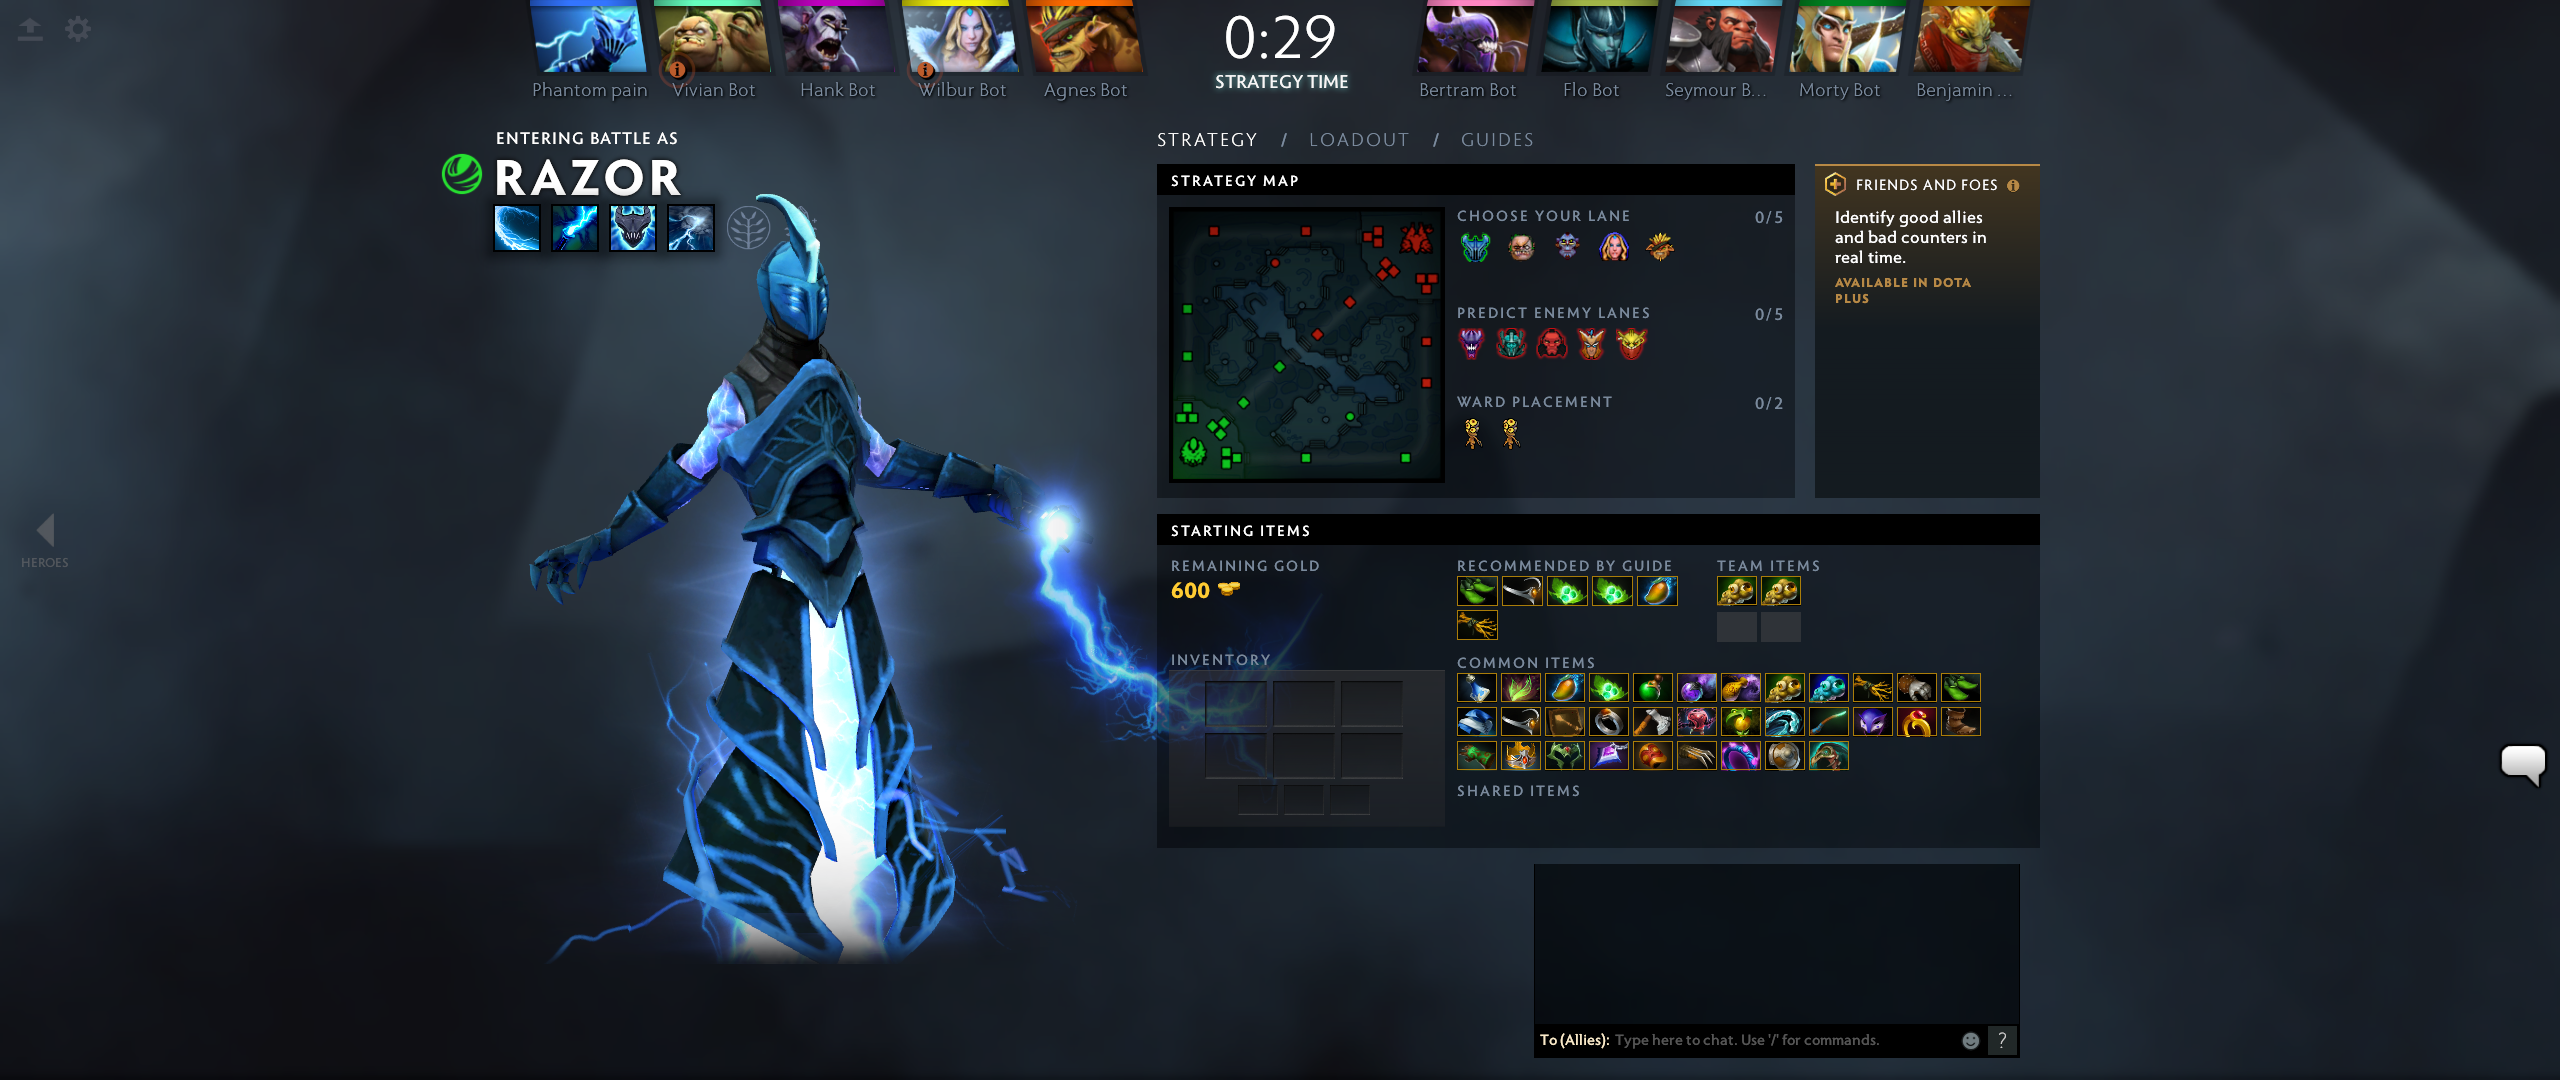 Phantom pain
Vivian Bot
Hank Bot
Wilbur Bot
Agnes Bot
0:29
STRATEGY TIME
Bertram Bot
Flo Bot
Seymour B...
Morty Bot
Benjamin ...
ENTERING BATTLE AS
RAZOR
HEROES
STRATEGY / LOADOUT / GUIDES
STRATEGY MAP
CHOOSE YOUR LANE 0/5
PREDICT ENEMY LANES 0/5
WARD PLACEMENT 0/2
FRIENDS AND FOES
Identify good allies
and bad counters in
real time.
AVAILABLE IN DOTA
PLUS
STARTING ITEMS
REMAINING GOLD
600
INVENTORY
RECOMMENDED BY GUIDE
TEAM ITEMS
COMMON ITEMS
SHARED ITEMS
To (Allies): Type here to chat. Use '/' for commands.
?